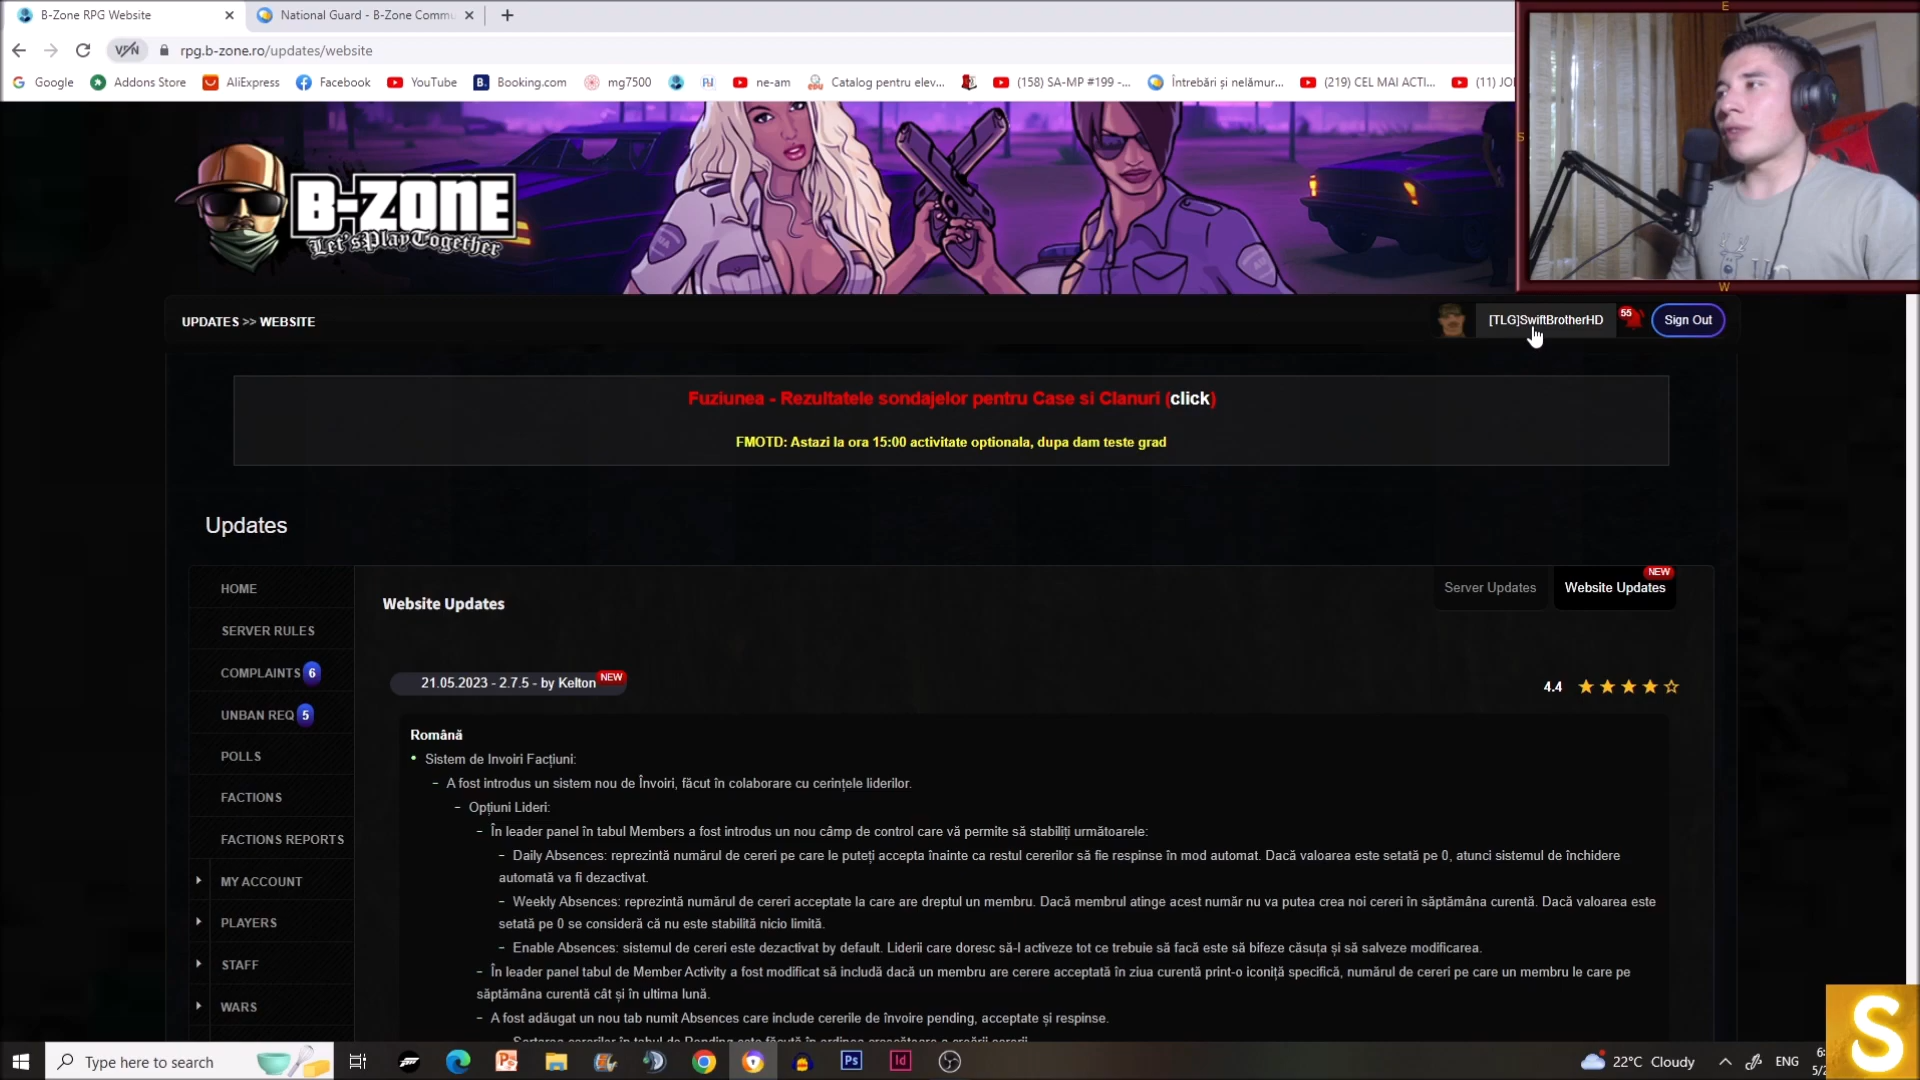 B-Zone RPG Website
National Guard - B-Zone Commu
VPN
rpg.b-zone.ro/updates/website
Google
Addons Store
AliExpress
Facebook
YouTube
B.
Booking.com
mg7500
ne-am
Catalog pentru elev...
(158) SA-MP #199 -...
Întrebări și nelămur...
(219) CEL MAI ACTI...
(11) JO
E
S
W
B-ZONE
Let'sPlayTogether
UPDATES >> WEBSITE
[TLG]SwiftBrotherHD
55
Sign Out
Fuziunea - Rezultatele sondajelor pentru Case si Clanuri (click)
FMOTD: Astazi la ora 15:00 activitate optionala, dupa dam teste grad
Updates
HOME
SERVER RULES
COMPLAINTS 6
UNBAN REQ 5
POLLS
FACTIONS
FACTIONS REPORTS
MY ACCOUNT
PLAYERS
STAFF
WARS
Website Updates
Server Updates
Website Updates
NEW
21.05.2023 - 2.7.5 - by Kelton
NEW
4.4
Română
Sistem de Invoiri Facțiuni:
– A fost introdus un sistem nou de Învoiri, făcut în colaborare cu cerințele liderilor.
– Opțiuni Lideri:
– În leader panel în tabul Members a fost introdus un nou câmp de control care vă permite să stabiliți următoarele:
– Daily Absences: reprezintă numărul de cereri pe care le puteți accepta înainte ca restul cererilor să fie respinse în mod automat. Dacă valoarea este setată pe 0, atunci sistemul de închidere
automată va fi dezactivat.
– Weekly Absences: reprezintă numărul de cereri acceptate la care are dreptul un membru. Dacă membrul atinge acest număr nu va putea crea noi cereri în săptămâna curentă. Dacă valoarea este
setată pe 0 se consideră că nu este stabilită nicio limită.
– Enable Absences: sistemul de cereri este dezactivat by default. Liderii care doresc să-l activeze tot ce trebuie să facă este să bifeze căsuța și să salveze modificarea.
– În leader panel tabul de Member Activity a fost modificat să includă dacă un membru are cerere acceptată în ziua curentă print-o iconiță specifică, numărul de cereri pe care un membru le care pe
săptămâna curentă cât și în ultima lună.
– A fost adăugat un nou tab numit Absences care include cererile de învoire pending, acceptate și respinse.
Type here to search
Ps
Id
22°C Cloudy
ENG
6:
5/2
S